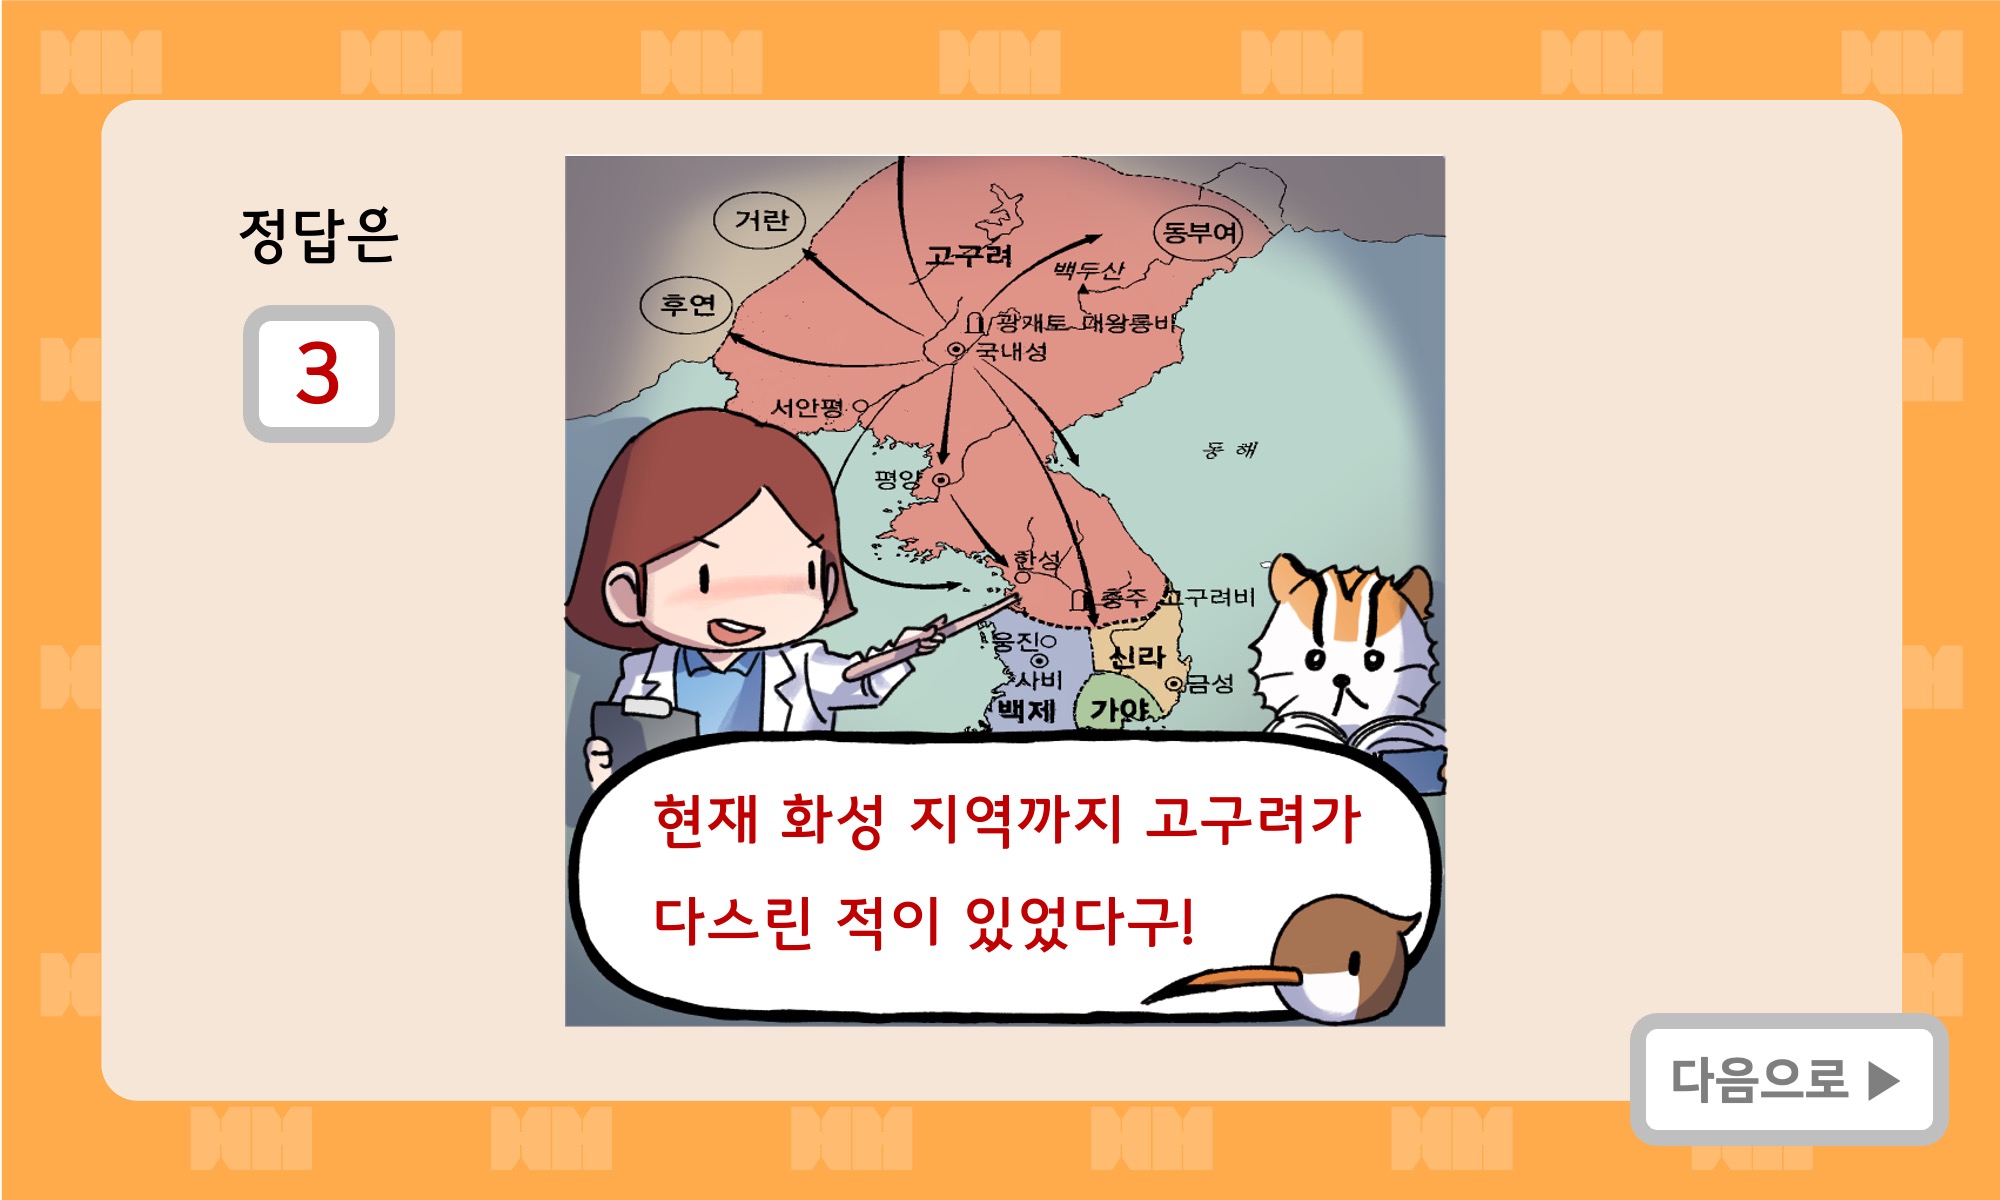 정답은
3
거란
동부여
고구려
백두산
후연
광개토 대왕릉비
국내성
서안평
동해
평양
한성
충주 고구려비
웅진
신라
사비
금성
백제
가야
현재 화성 지역까지 고구려가
다스린 적이 있었다구!
다음으로 ▶